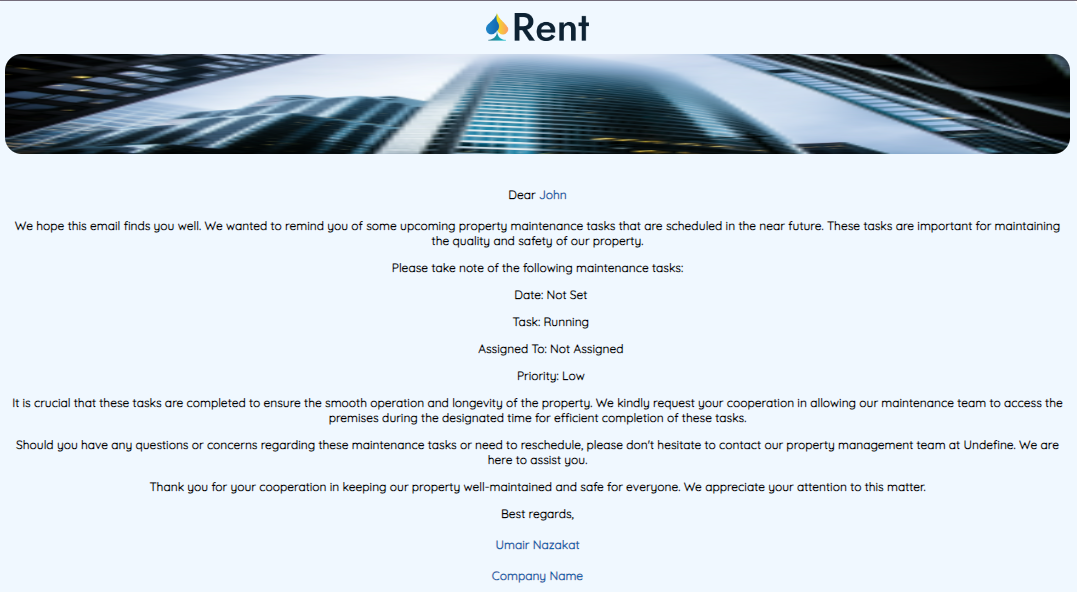 Rent
Dear John
We hope this email finds you well. We wanted to remind you of some upcoming property maintenance tasks that are scheduled in the near future. These tasks are important for maintaining
the quality and safety of our property.
Please take note of the following maintenance tasks:
Date: Not Set
Task: Running
Assigned To: Not Assigned
Priority: Low
It is crucial that these tasks are completed to ensure the smooth operation and longevity of the property. We kindly request your cooperation in allowing our maintenance team to access the
premises during the designated time for efficient completion of these tasks.
Should you have any questions or concerns regarding these maintenance tasks or need to reschedule, please don't hesitate to contact our property management team at Undefine. We are
here to assist you.
Thank you for your cooperation in keeping our property well-maintained and safe for everyone. We appreciate your attention to this matter.
Best regards,
Umair Nazakat
Company Name